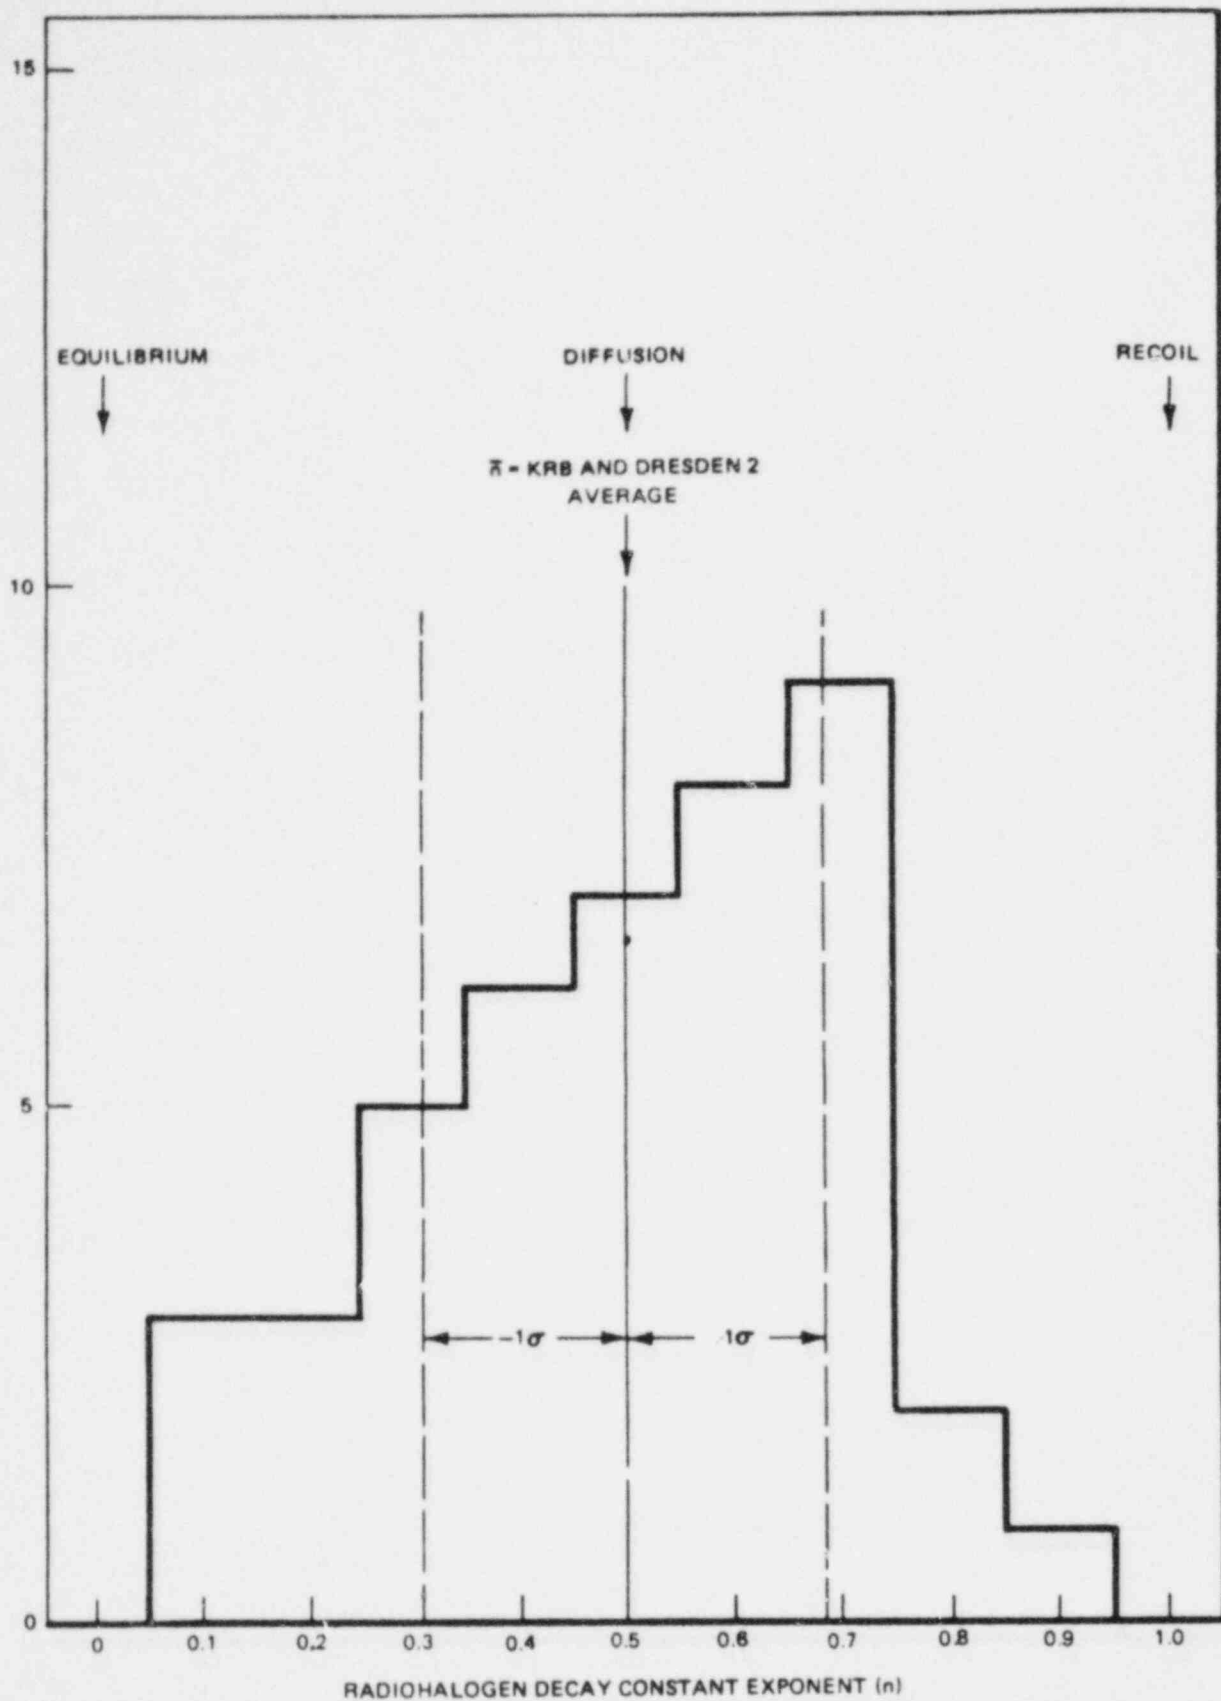 15
EQUILIBRIUM DIFFUSION RECOIL
n̄ = KRB AND DRESDEN 2
AVERAGE
10
5
-1σ 1σ
0
0 0.1 0.2 0.3 0.4 0.5 0.6 0.7 0.8 0.9 1.0
RADIOHALOGEN DECAY CONSTANT EXPONENT (n)